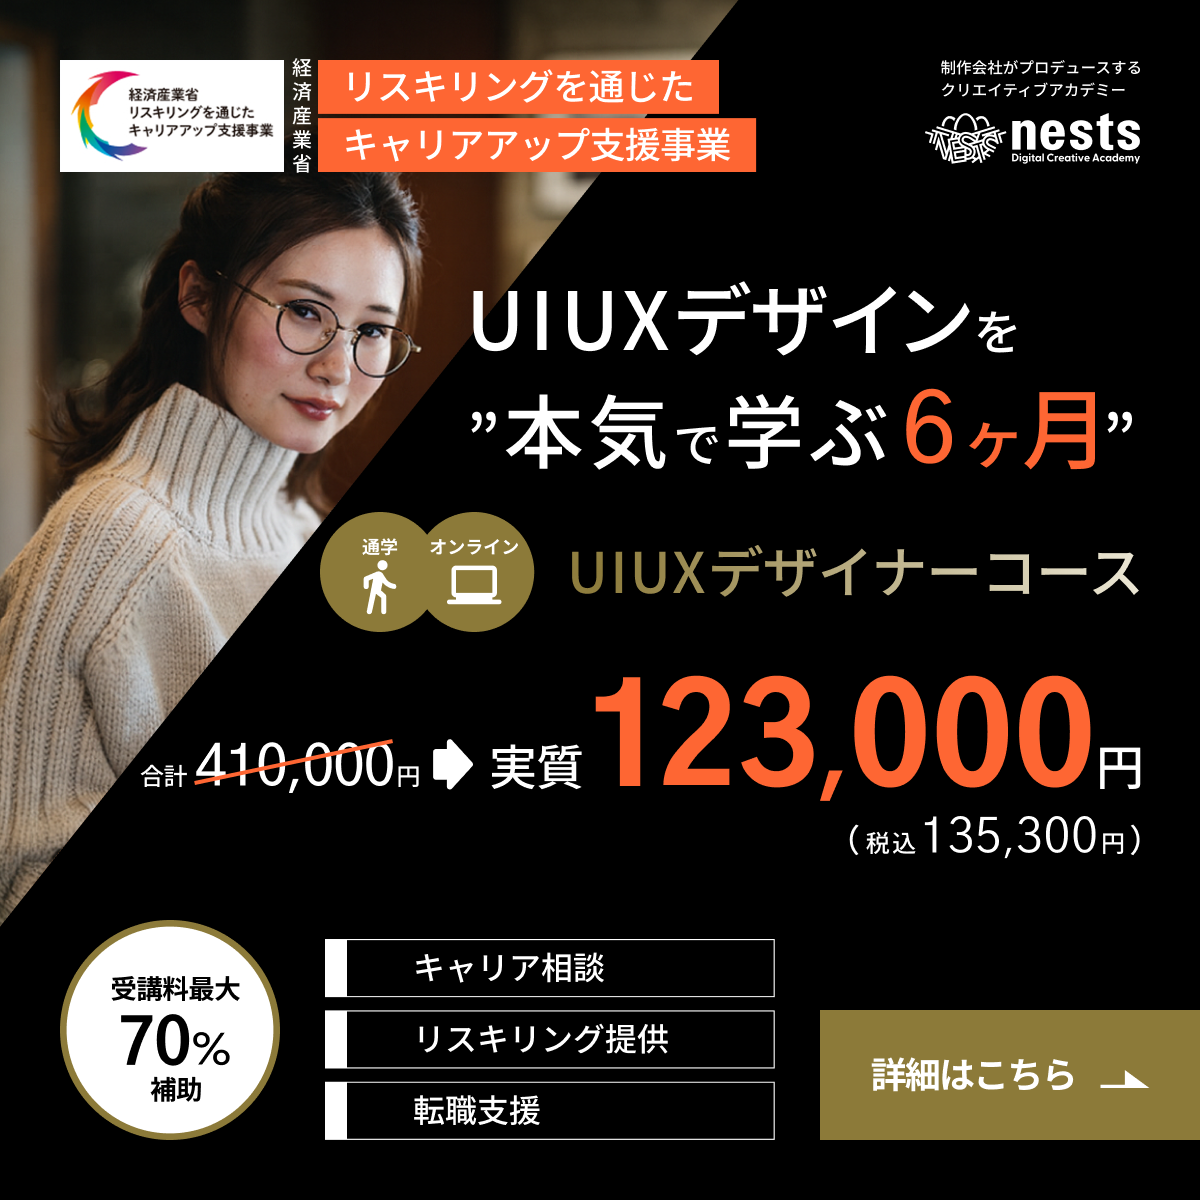 経済産業省
リスキリングを通じた
キャリアアップ支援事業
経済産業省
リスキリングを通じた
キャリアアップ支援事業
制作会社がプロデュースする
クリエイティブアカデミー
NESTS
nests
Digital Creative Academy
UIUXデザインを
”本気で学ぶ6ヶ月”
通学
オンライン
UIUXデザイナーコース
合計 410,000円
実質 123,000円
（税込135,300円）
受講料最大
70%
補助
キャリア相談
リスキリング提供
転職支援
詳細はこちら